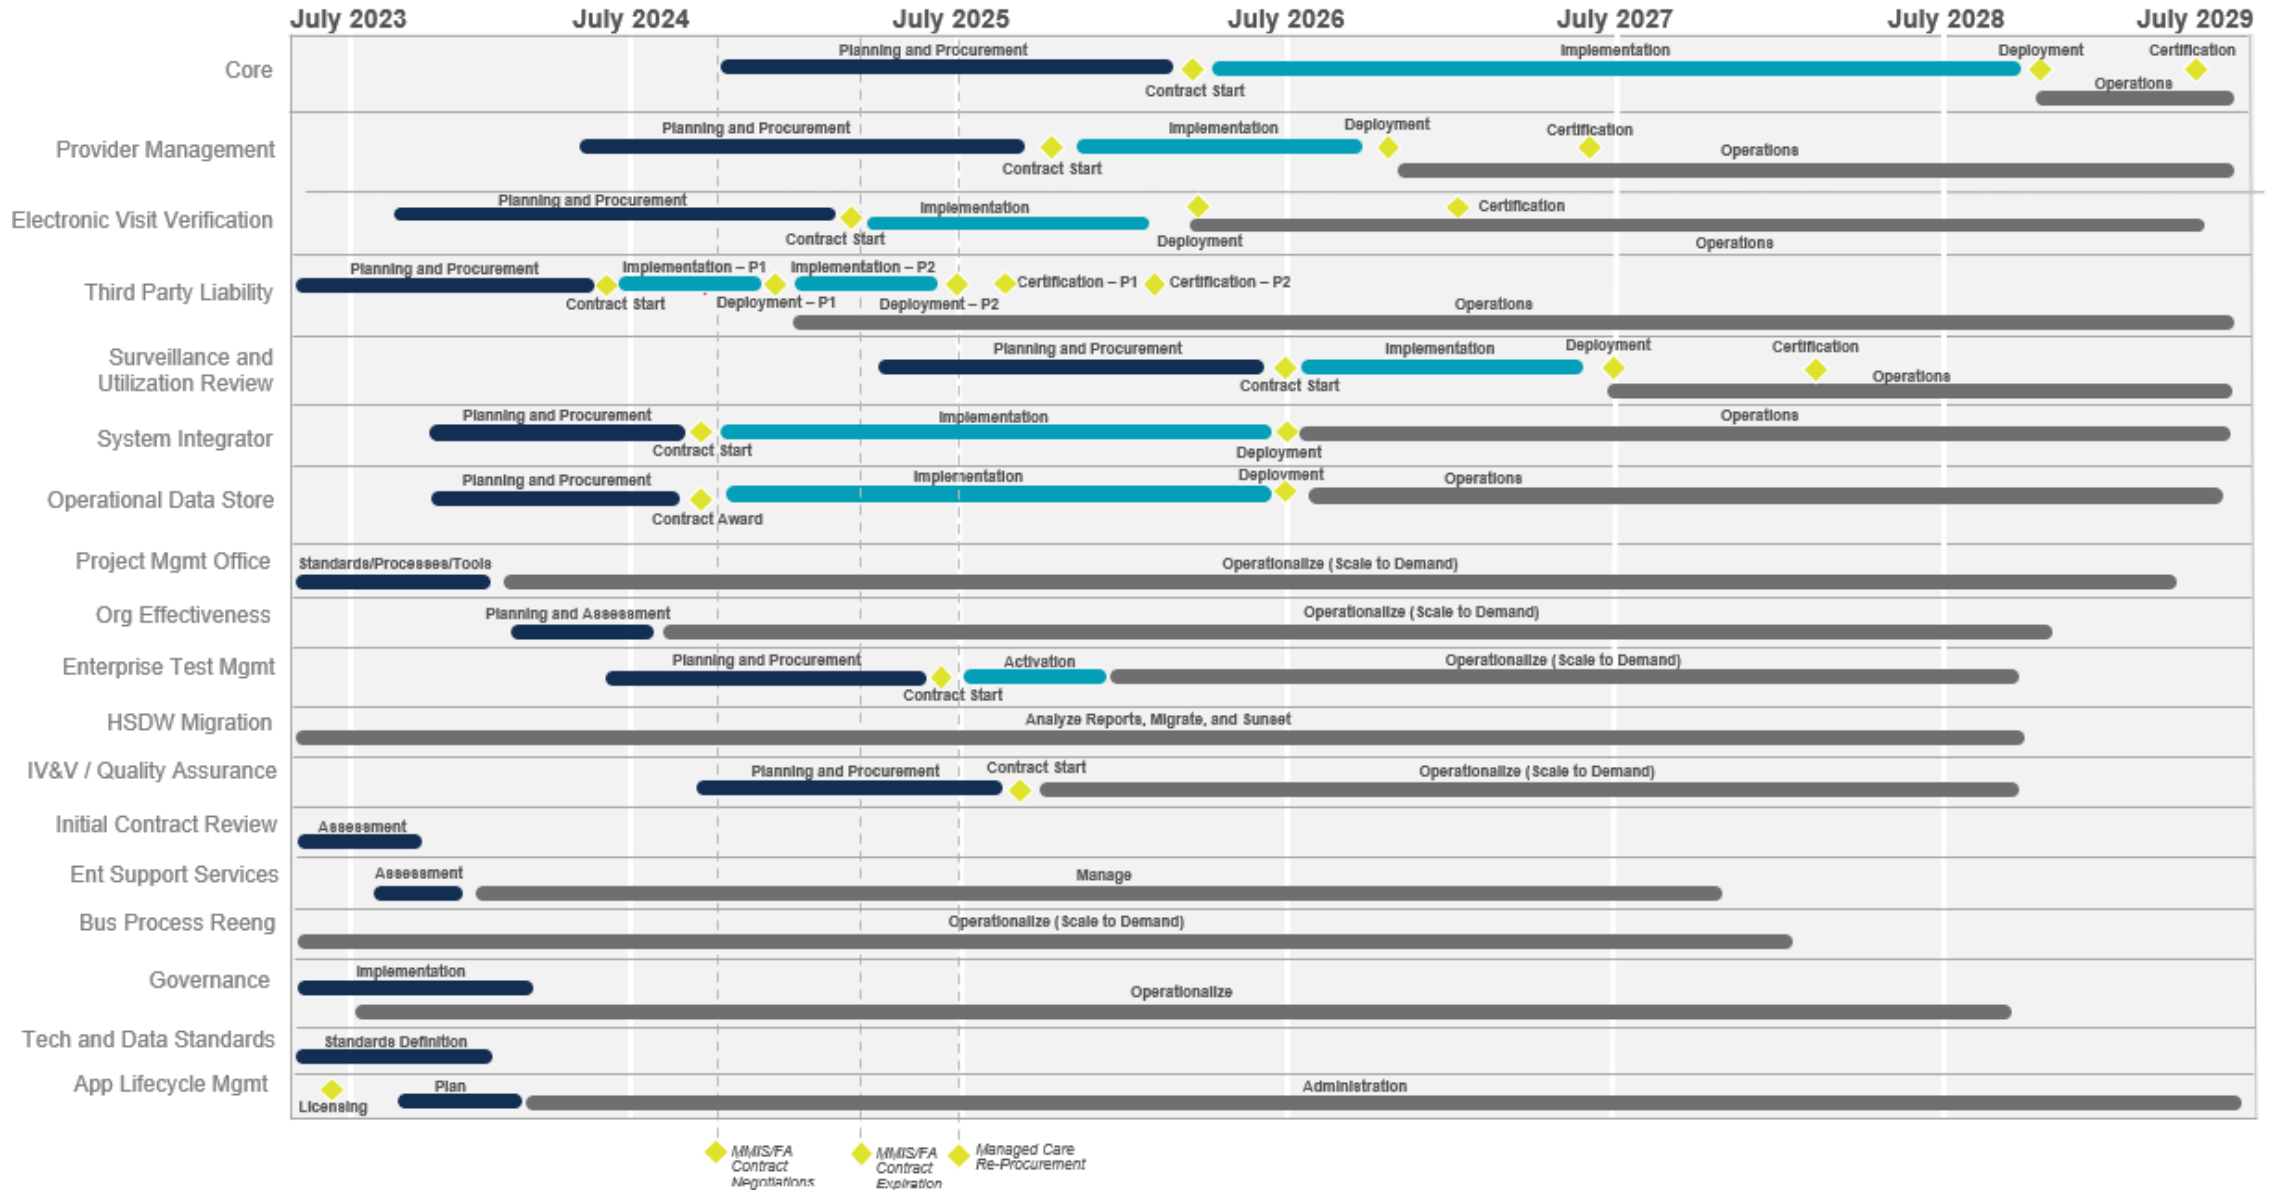 July 2023
July 2024
July 2025
July 2026
July 2027
July 2028
July 2029
Core
Planning and Procurement
Contract Start
Implementation
Deployment
Certification
Operations
Provider Management
Planning and Procurement
Contract Start
Implementation
Deployment
Certification
Operations
Electronic Visit Verification
Planning and Procurement
Contract Start
Implementation
Deployment
Certification
Operations
Third Party Liability
Planning and Procurement
Contract Start
Implementation – P1
Deployment – P1
Implementation – P2
Deployment – P2
Certification – P1
Certification – P2
Operations
Surveillance and
Utilization Review
Planning and Procurement
Contract Start
Implementation
Deployment
Certification
Operations
System Integrator
Planning and Procurement
Contract Start
Implementation
Deployment
Operations
Operational Data Store
Planning and Procurement
Contract Award
Implementation
Deployment
Operations
Project Mgmt Office
Standards/Processes/Tools
Operationalize (Scale to Demand)
Org Effectiveness
Planning and Assessment
Operationalize (Scale to Demand)
Enterprise Test Mgmt
Planning and Procurement
Contract Start
Activation
Operationalize (Scale to Demand)
HSDW Migration
Analyze Reports, Migrate, and Sunset
IV&V / Quality Assurance
Planning and Procurement
Contract Start
Operationalize (Scale to Demand)
Initial Contract Review
Assessment
Ent Support Services
Assessment
Manage
Bus Process Reeng
Operationalize (Scale to Demand)
Governance
Implementation
Operationalize
Tech and Data Standards
Standards Definition
App Lifecycle Mgmt
Licensing
Plan
Administration
MMIS/FA
Contract
Negotiations
MMIS/FA
Contract
Expiration
Managed Care
Re-Procurement